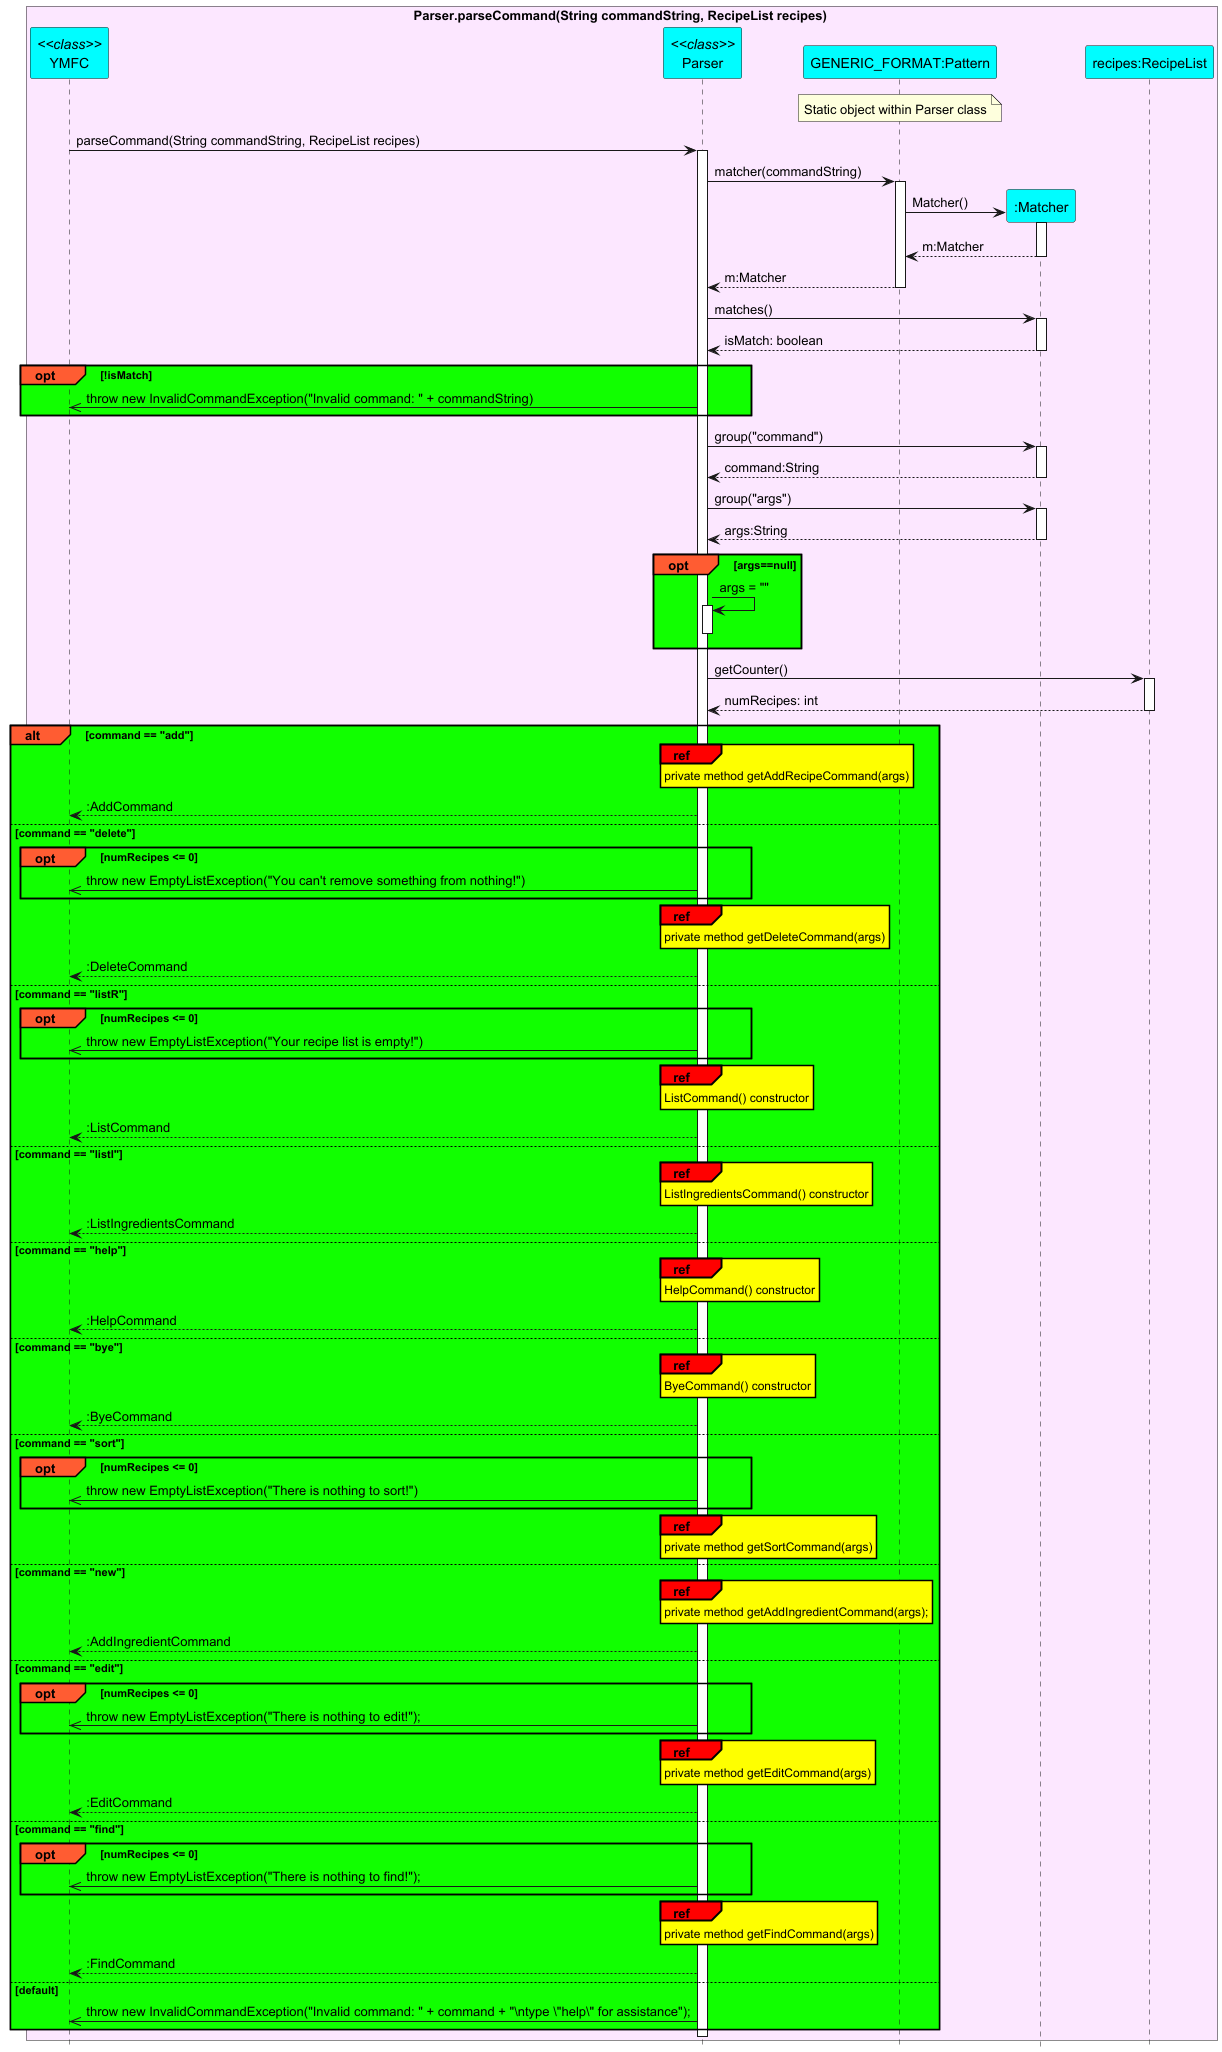 Parser.parseCommand(String commandString, RecipeList recipes)
<<class>>
YMFC
<<class>>
Parser
GENERIC_FORMAT:Pattern
recipes:RecipeList
Static object within Parser class
parseCommand(String commandString, RecipeList recipes)
matcher(commandString)
Matcher()
:Matcher
m:Matcher
m:Matcher
matches()
isMatch: boolean
opt [!isMatch]
throw new InvalidCommandException("Invalid command: " + commandString)
group("command")
command:String
group("args")
args:String
opt [args==null]
args = ""
getCounter()
numRecipes: int
alt [command == "add"]
ref
private method getAddRecipeCommand(args)
:AddCommand
[command == "delete"]
opt [numRecipes <= 0]
throw new EmptyListException("You can't remove something from nothing!")
ref
private method getDeleteCommand(args)
:DeleteCommand
[command == "listR"]
opt [numRecipes <= 0]
throw new EmptyListException("Your recipe list is empty!")
ref
ListCommand() constructor
:ListCommand
[command == "listI"]
ref
ListIngredientsCommand() constructor
:ListIngredientsCommand
[command == "help"]
ref
HelpCommand() constructor
:HelpCommand
[command == "bye"]
ref
ByeCommand() constructor
:ByeCommand
[command == "sort"]
opt [numRecipes <= 0]
throw new EmptyListException("There is nothing to sort!")
ref
private method getSortCommand(args)
[command == "new"]
ref
private method getAddIngredientCommand(args);
:AddIngredientCommand
[command == "edit"]
opt [numRecipes <= 0]
throw new EmptyListException("There is nothing to edit!");
ref
private method getEditCommand(args)
:EditCommand
[command == "find"]
opt [numRecipes <= 0]
throw new EmptyListException("There is nothing to find!");
ref
private method getFindCommand(args)
:FindCommand
[default]
throw new InvalidCommandException("Invalid command: " + command + "\ntype \"help\" for assistance");